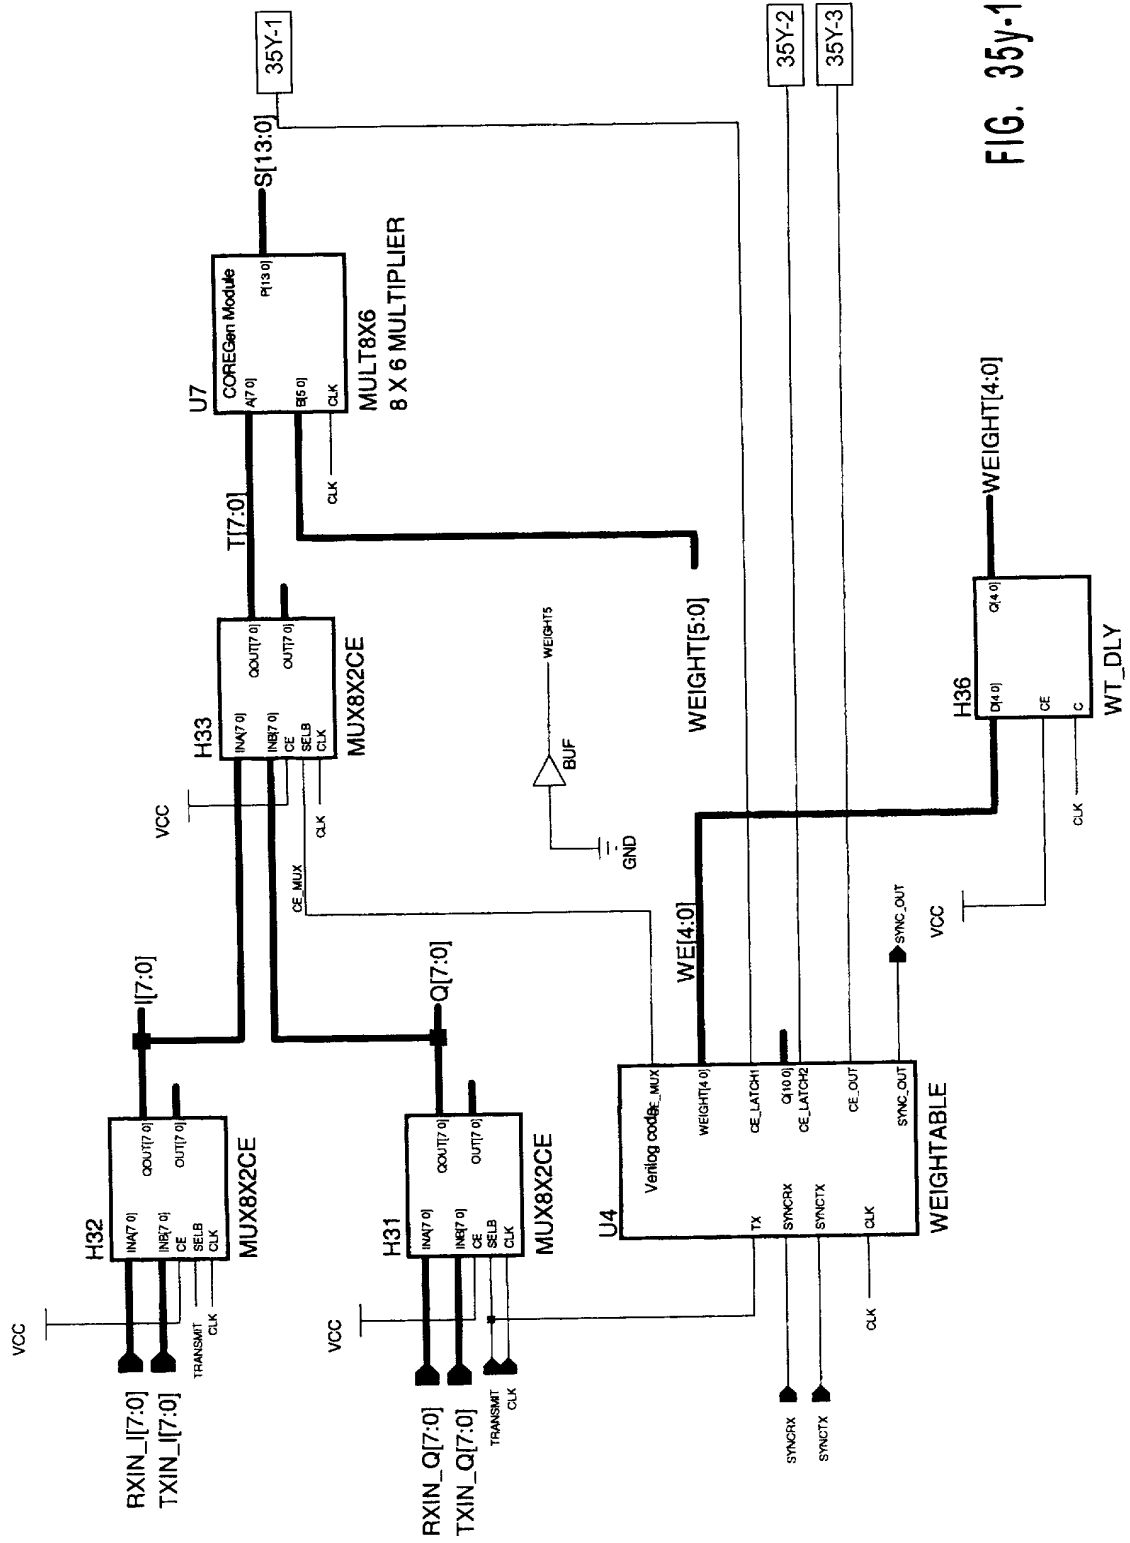 FIG. 35y-1
35Y-1
35Y-2
35Y-3
S[13:0]
U7
COREGen Module
A[7 0]
P[13 0]
B[5 0]
CLK
MULT8X6
8 X 6 MULTIPLIER
CLK
T[7:0]
WEIGHT[5:0]
H33
INA[7 0]
QOUT[7 0]
INB[7 0]
OUT[7 0]
CE
SELB
CLK
MUX8X2CE
VCC
CE_MUX
CLK
WEIGHT5
BUF
GND
I[7:0]
Q[7:0]
H32
INA[7 0]
QOUT[7 0]
INB[7 0]
OUT[7 0]
CE
SELB
CLK
MUX8X2CE
VCC
RXIN_I[7:0]
TXIN_I[7:0]
TRANSMIT
CLK
H31
INA[7 0]
QOUT[7 0]
INB[7 0]
OUT[7 0]
CE
SELB
CLK
MUX8X2CE
VCC
RXIN_Q[7:0]
TXIN_Q[7:0]
TRANSMIT
CLK
U4
Verilog code
CE_MUX
WEIGHT[4 0]
TX
CE_LATCH1
SYNCRX
Q[10 0]
CE_LATCH2
SYNCTX
CE_OUT
CLK
SYNC_OUT
WEIGHTABLE
SYNCRX
SYNCTX
CLK
SYNC_OUT
WE[4:0]
H36
D[4 0]
Q[4 0]
CE
C
WT_DLY
VCC
CLK
WEIGHT[4:0]